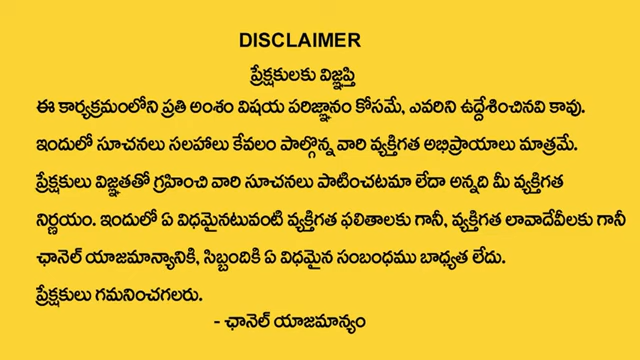 DISCLAIMER
ప్రేక్షకులకు విజ్ఞప్తి
ఈ కార్యక్రమంలోని ప్రతి అంశం విషయ పరిజ్ఞానం కోసమే, ఎవరిని ఉద్దేశించినవి కావు.
ఇందులో సూచనలు సలహాలు కేవలం పాల్గొన్న వారి వ్యక్తిగత అభిప్రాయాలు మాత్రమే.
ప్రేక్షకులు విజ్ఞతతో గ్రహించి వారి సూచనలు పాటించటమా లేదా అన్నది మీ వ్యక్తిగత
నిర్ణయం. ఇందులో ఏ విధమైనటువంటి వ్యక్తిగత ఫలితాలకు గానీ, వ్యక్తిగత లావాదేవీలకు గానీ
ఛానెల్ యాజమాన్యానికి, సిబ్బందికి ఏ విధమైన సంబంధము బాధ్యత లేదు.
ప్రేక్షకులు గమనించగలరు.
- ఛానెల్ యాజమాన్యం